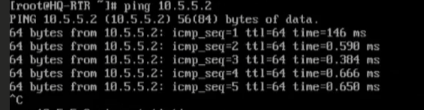 [root@HQ-RTR ~]# ping 10.5.5.2
PING 10.5.5.2 (10.5.5.2) 56(84) bytes of data.
64 bytes from 10.5.5.2: icmp_seq=1 ttl=64 time=146 ms
64 bytes from 10.5.5.2: icmp_seq=2 ttl=64 time=0.590 ms
64 bytes from 10.5.5.2: icmp_seq=3 ttl=64 time=0.384 ms
64 bytes from 10.5.5.2: icmp_seq=4 ttl=64 time=0.666 ms
64 bytes from 10.5.5.2: icmp_seq=5 ttl=64 time=0.650 ms
^C